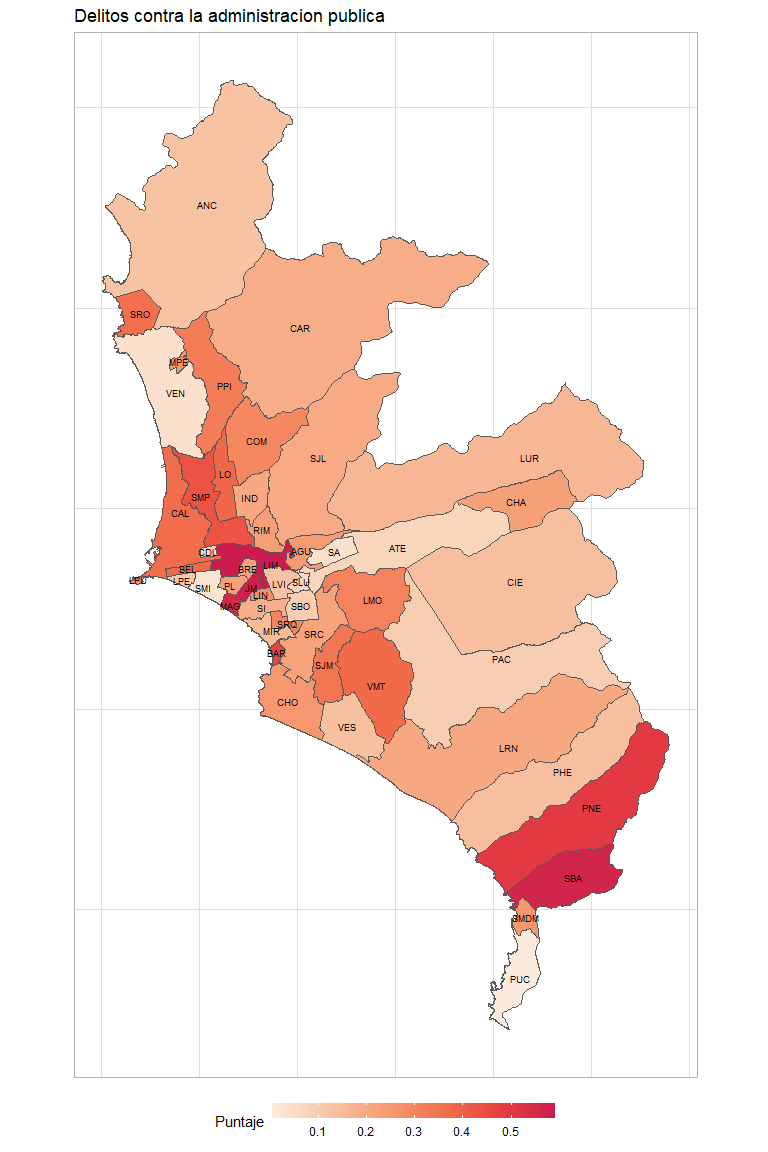 Delitos contra la administracion publica
ANC
SRO
CAR
MPE
PPI
VEN
COM
LUR
SJL
LO
SMP
IND
CHA
CAL
RIM
CDL
AGU
SA
ATE
LIM
BEL
BRE
LPU
LPE
SMI
PL
JM
LVI
SLU
CIE
LIN
MAG
SI
SBO
LMO
SRQ
MIR
SRC
BAR
PAC
SJM
VMT
CHO
VES
LRN
PHE
PNE
SBA
SMDM
PUC
Puntaje
0.1 0.2 0.3 0.4 0.5